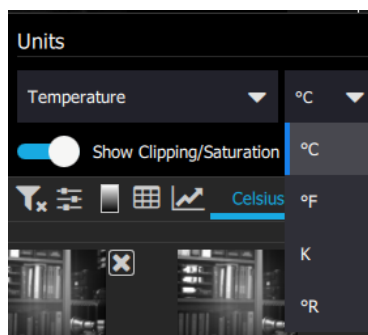 Units
Temperature
°C
Show Clipping/Saturation
°C
Celsius
°F
K
°R